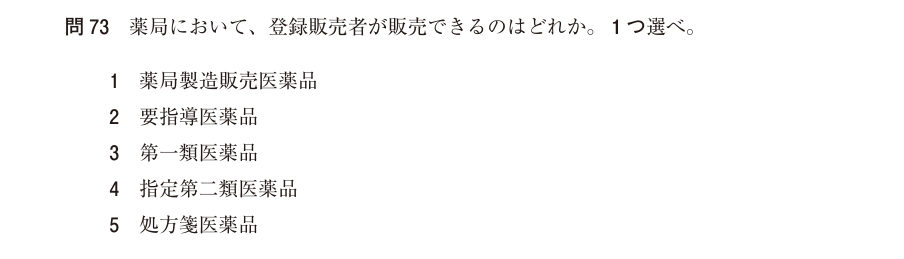 問73 薬局において、登録販売者が販売できるのはどれか。1つ選べ。
1 薬局製造販売医薬品
2 要指導医薬品
3 第一類医薬品
4 指定第二類医薬品
5 処方箋医薬品